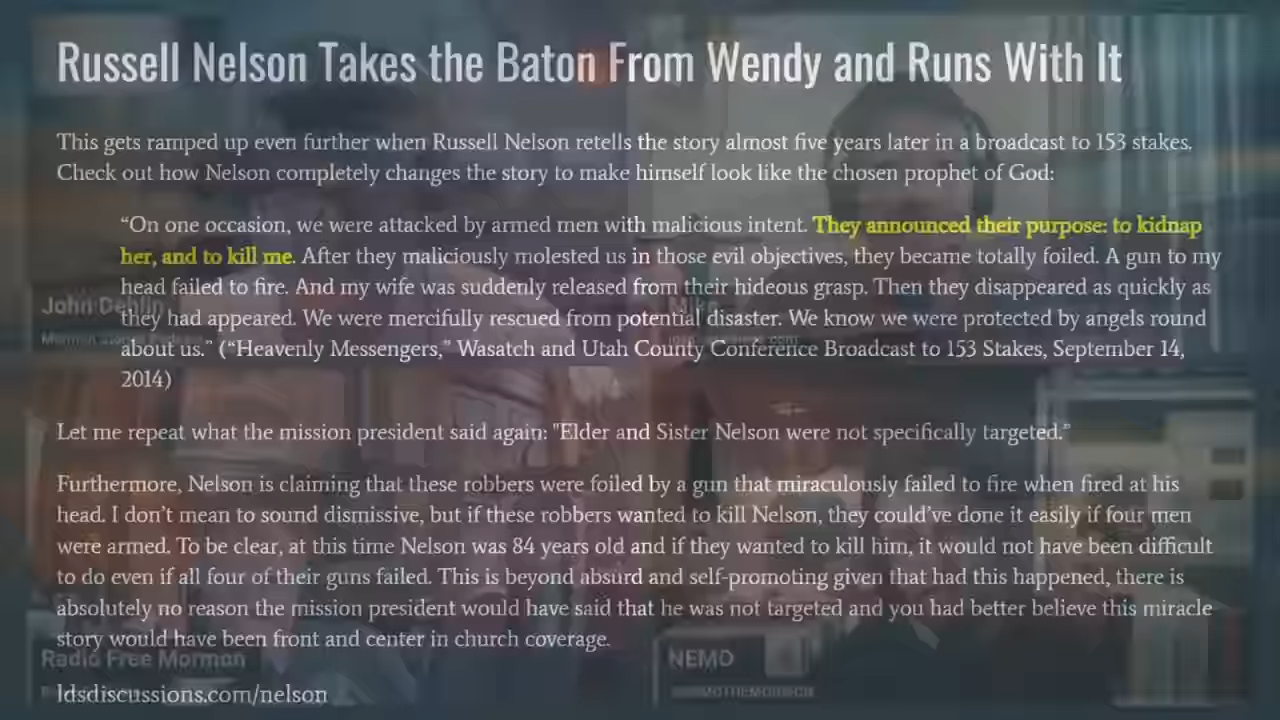 Russell Nelson Takes the Baton From Wendy and Runs With It
This gets ramped up even further when Russell Nelson retells the story almost five years later in a broadcast to 153 stakes.
Check out how Nelson completely changes the story to make himself look like the chosen prophet of God:
“On one occasion, we were attacked by armed men with malicious intent. They announced their purpose: to kidnap
her, and to kill me. After they maliciously molested us in those evil objectives, they became totally foiled. A gun to my
head failed to fire. And my wife was suddenly released from their hideous grasp. Then they disappeared as quickly as
John Dehlin
they had appeared. We were mercifully rescued from potential disaster. We know we were protected by angels round
about us.” (“Heavenly Messengers,” Wasatch and Utah County Conference Broadcast to 153 Stakes, September 14,
2014)
Let me repeat what the mission president said again: "Elder and Sister Nelson were not specifically targeted."
Furthermore, Nelson is claiming that these robbers were foiled by a gun that miraculously failed to fire when fired at his
head. I don’t mean to sound dismissive, but if these robbers wanted to kill Nelson, they could’ve done it easily if four men
were armed. To be clear, at this time Nelson was 84 years old and if they wanted to kill him, it would not have been difficult
to do even if all four of their guns failed. This is beyond absurd and self-promoting given that had this happened, there is
absolutely no reason the mission president would have said that he was not targeted and you had better believe this miracle
story would have been front and center in church coverage.
Radio Free Mormon
NEMO
ldsdiscussions.com/nelson